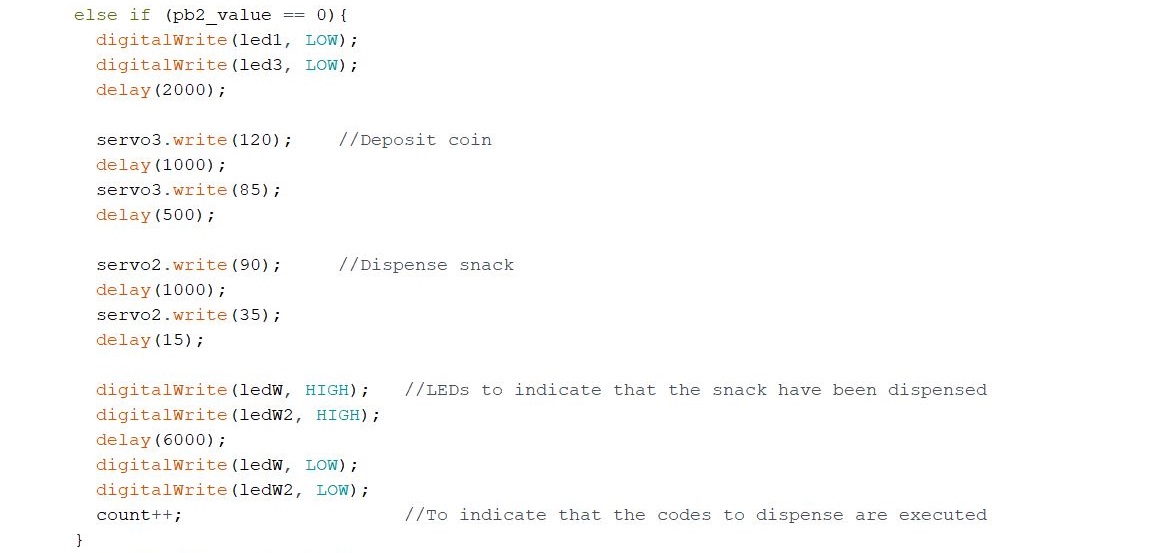 else if (pb2_value == 0){
digitalWrite(led1, LOW);
digitalWrite(led3, LOW);
delay(2000);
servo3.write(120);    //Deposit coin
delay(1000);
servo3.write(85);
delay(500);
servo2.write(90);     //Dispense snack
delay(1000);
servo2.write(35);
delay(15);
digitalWrite(ledW, HIGH);   //LEDs to indicate that the snack have been dispensed
digitalWrite(ledW2, HIGH);
delay(6000);
digitalWrite(ledW, LOW);
digitalWrite(ledW2, LOW);
count++;                    //To indicate that the codes to dispense are executed
}